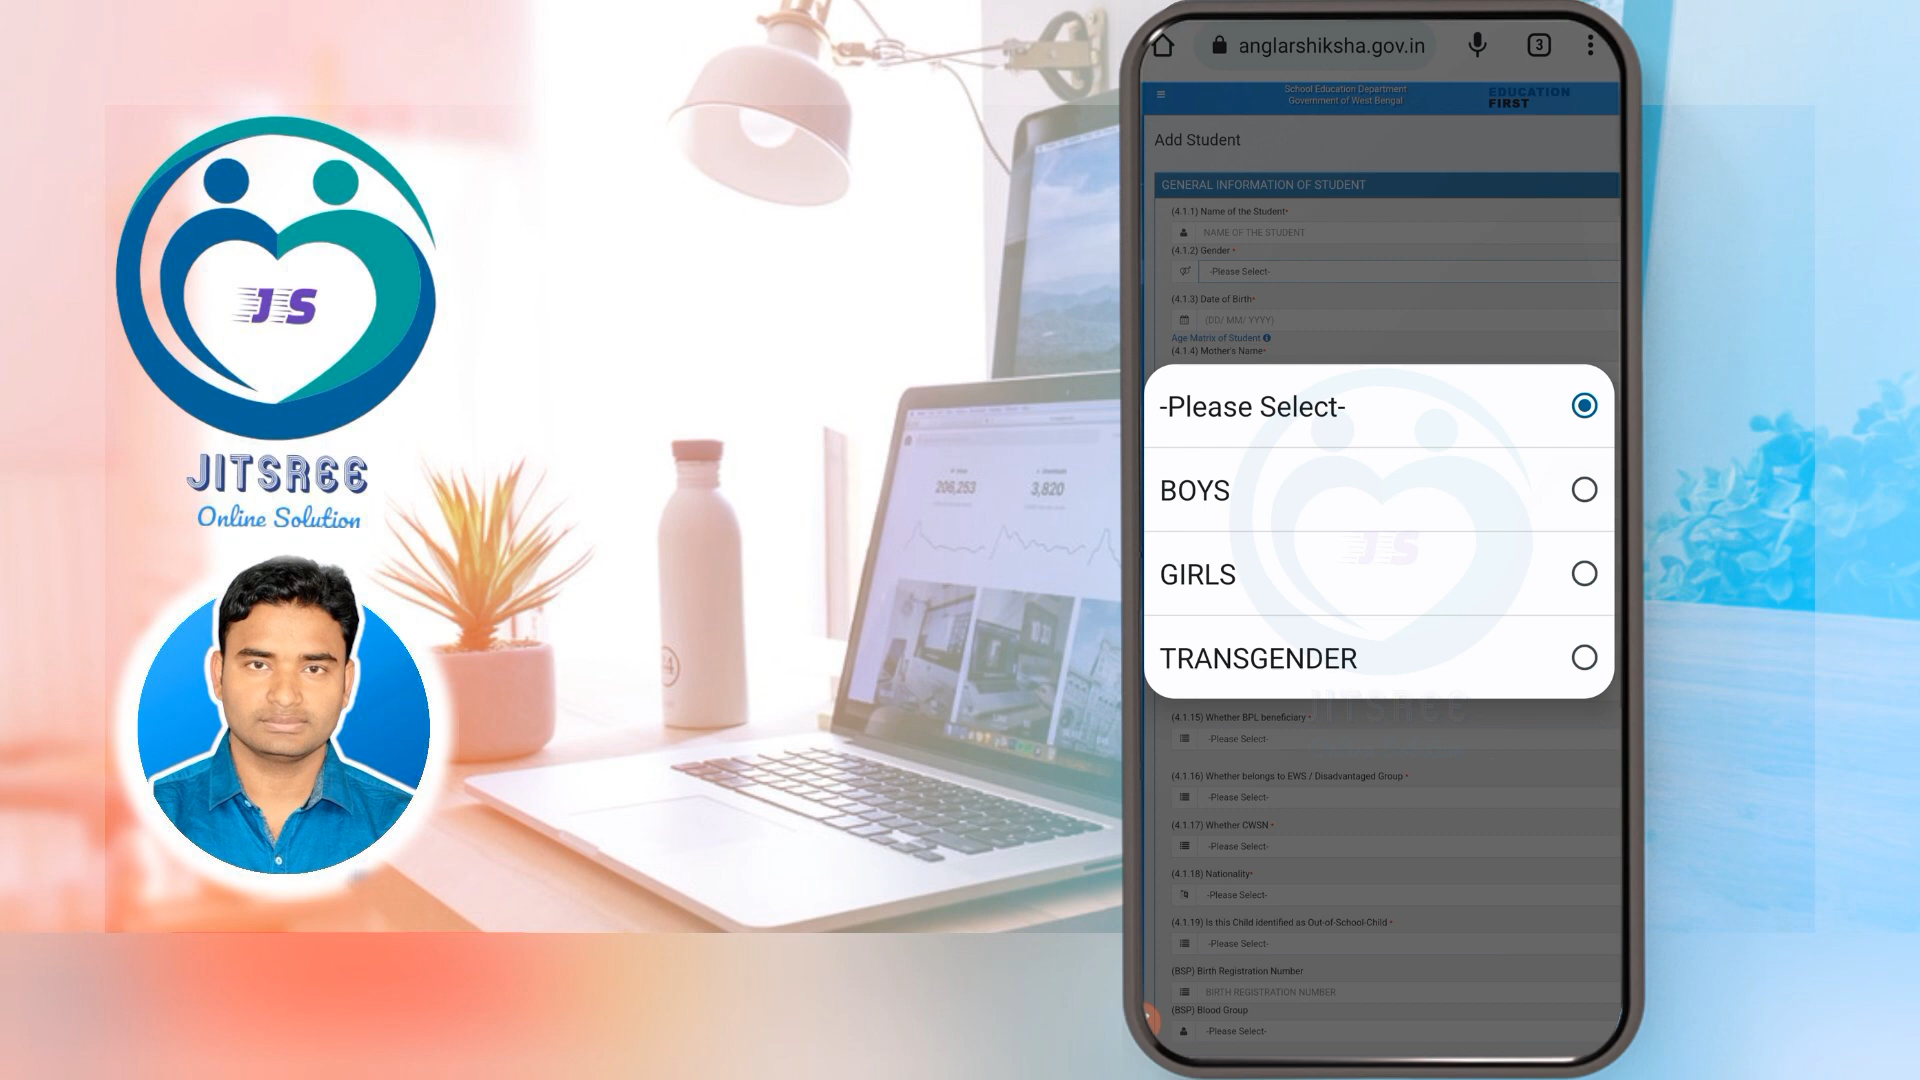 JS
JITSREE
Online Solution
206,253
3,820
anglarshiksha.gov.in
3
School Education Department
Government of West Bengal
EDUCATION
FIRST
Add Student
GENERAL INFORMATION OF STUDENT
(4.1.1) Name of the Student*
NAME OF THE STUDENT
(4.1.2) Gender *
-Please Select-
(4.1.3) Date of Birth*
(DD/ MM/ YYYY)
Age Matrix of Student
(4.1.4) Mother's Name*
-Please Select-
BOYS
GIRLS
TRANSGENDER
JS
JITSREE
(4.1.15) Whether BPL beneficiary *
-Please Select-
(4.1.16) Whether belongs to EWS / Disadvantaged Group *
-Please Select-
(4.1.17) Whether CWSN *
-Please Select-
(4.1.18) Nationality*
-Please Select-
(4.1.19) Is this Child identified as Out-of-School-Child *
-Please Select-
(BSP) Birth Registration Number
BIRTH REGISTRATION NUMBER
(BSP) Blood Group
-Please Select-